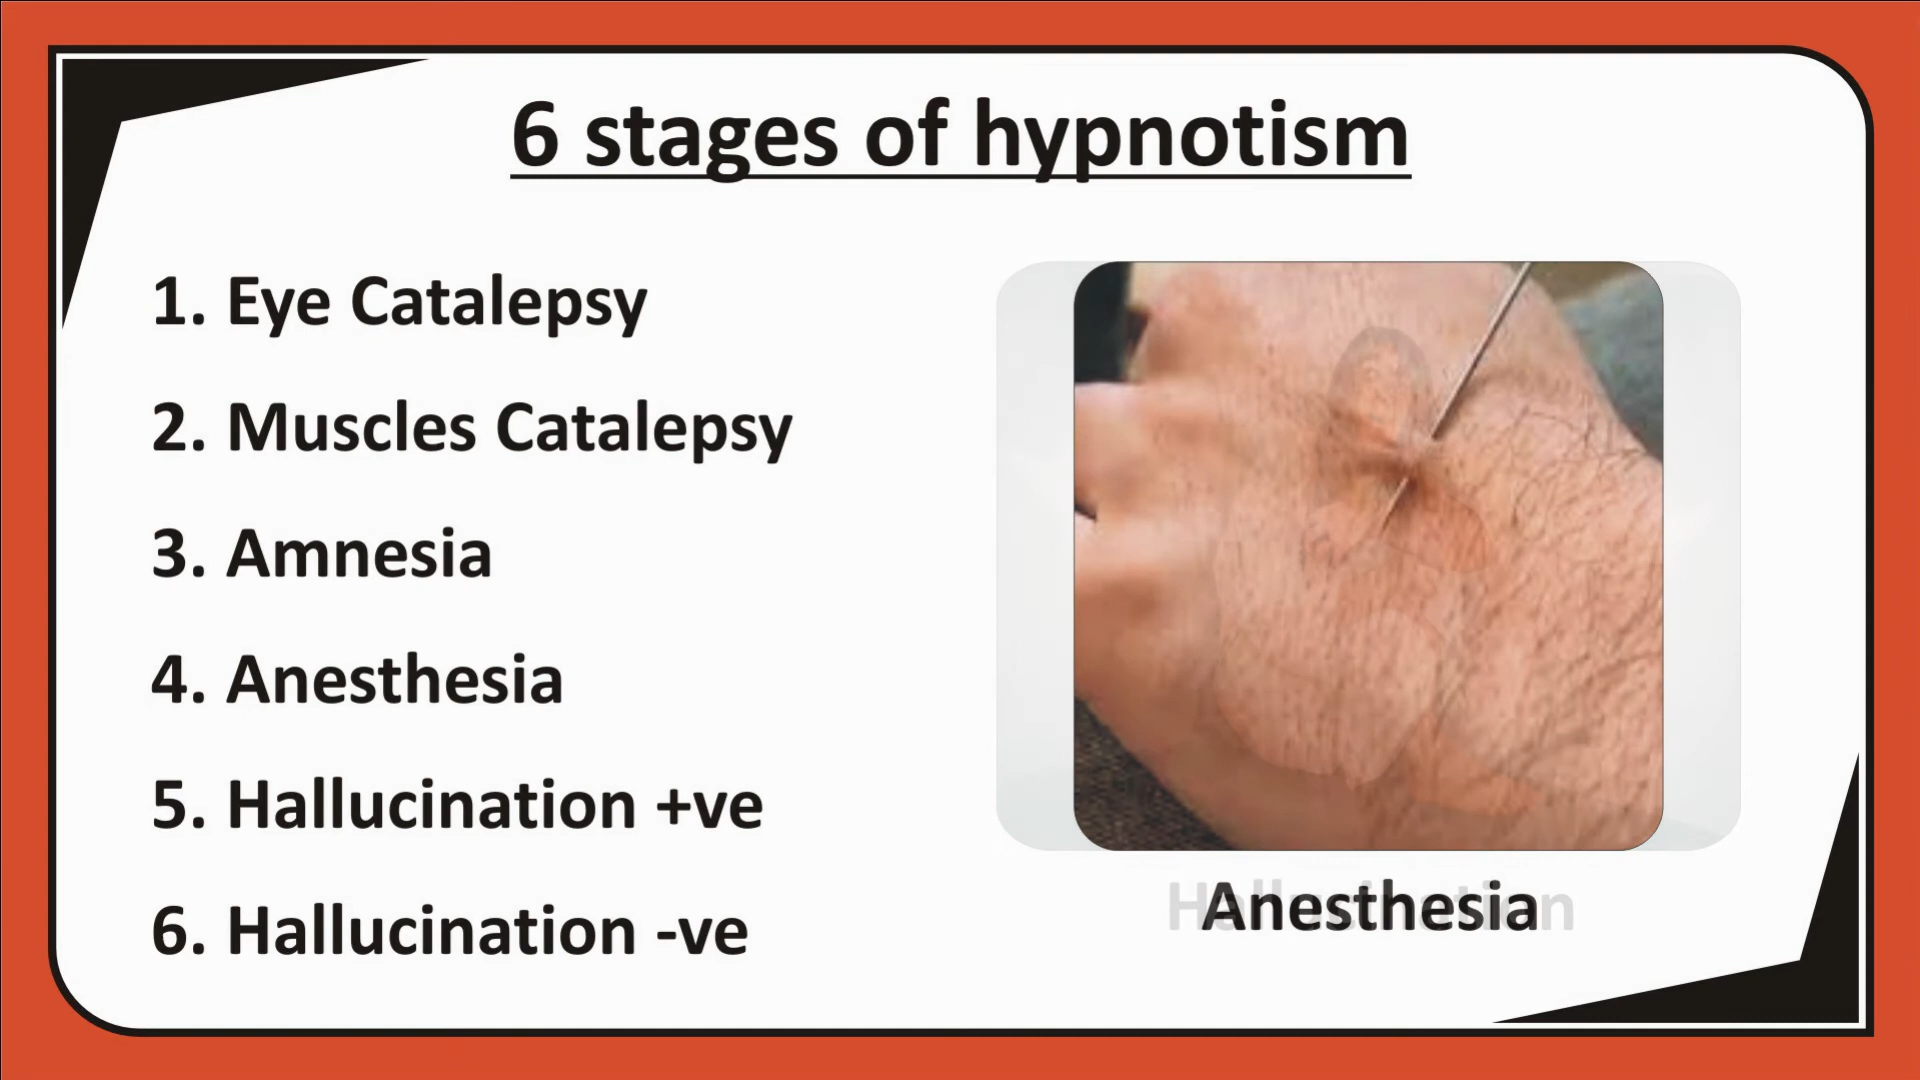 6 stages of hypnotism
1. Eye Catalepsy
2. Muscles Catalepsy
3. Amnesia
4. Anesthesia
5. Hallucination +ve
6. Hallucination -ve
Anesthesia
Hallucination